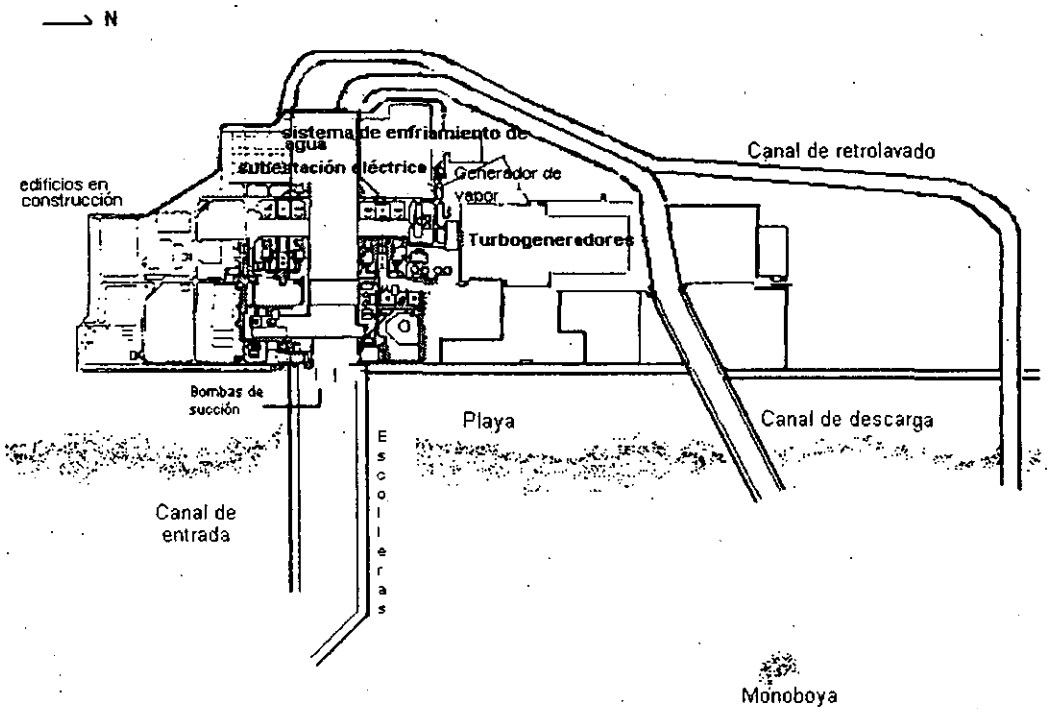 N
sistema de enfriamiento de
agua
subestación eléctrica
Canal de retrolavado
Generador de
vapor
edificios en
construcción
Turbogeneradores
Bombas de
succión
Playa
Canal de descarga
Escolleras
Canal de
entrada
Monoboya